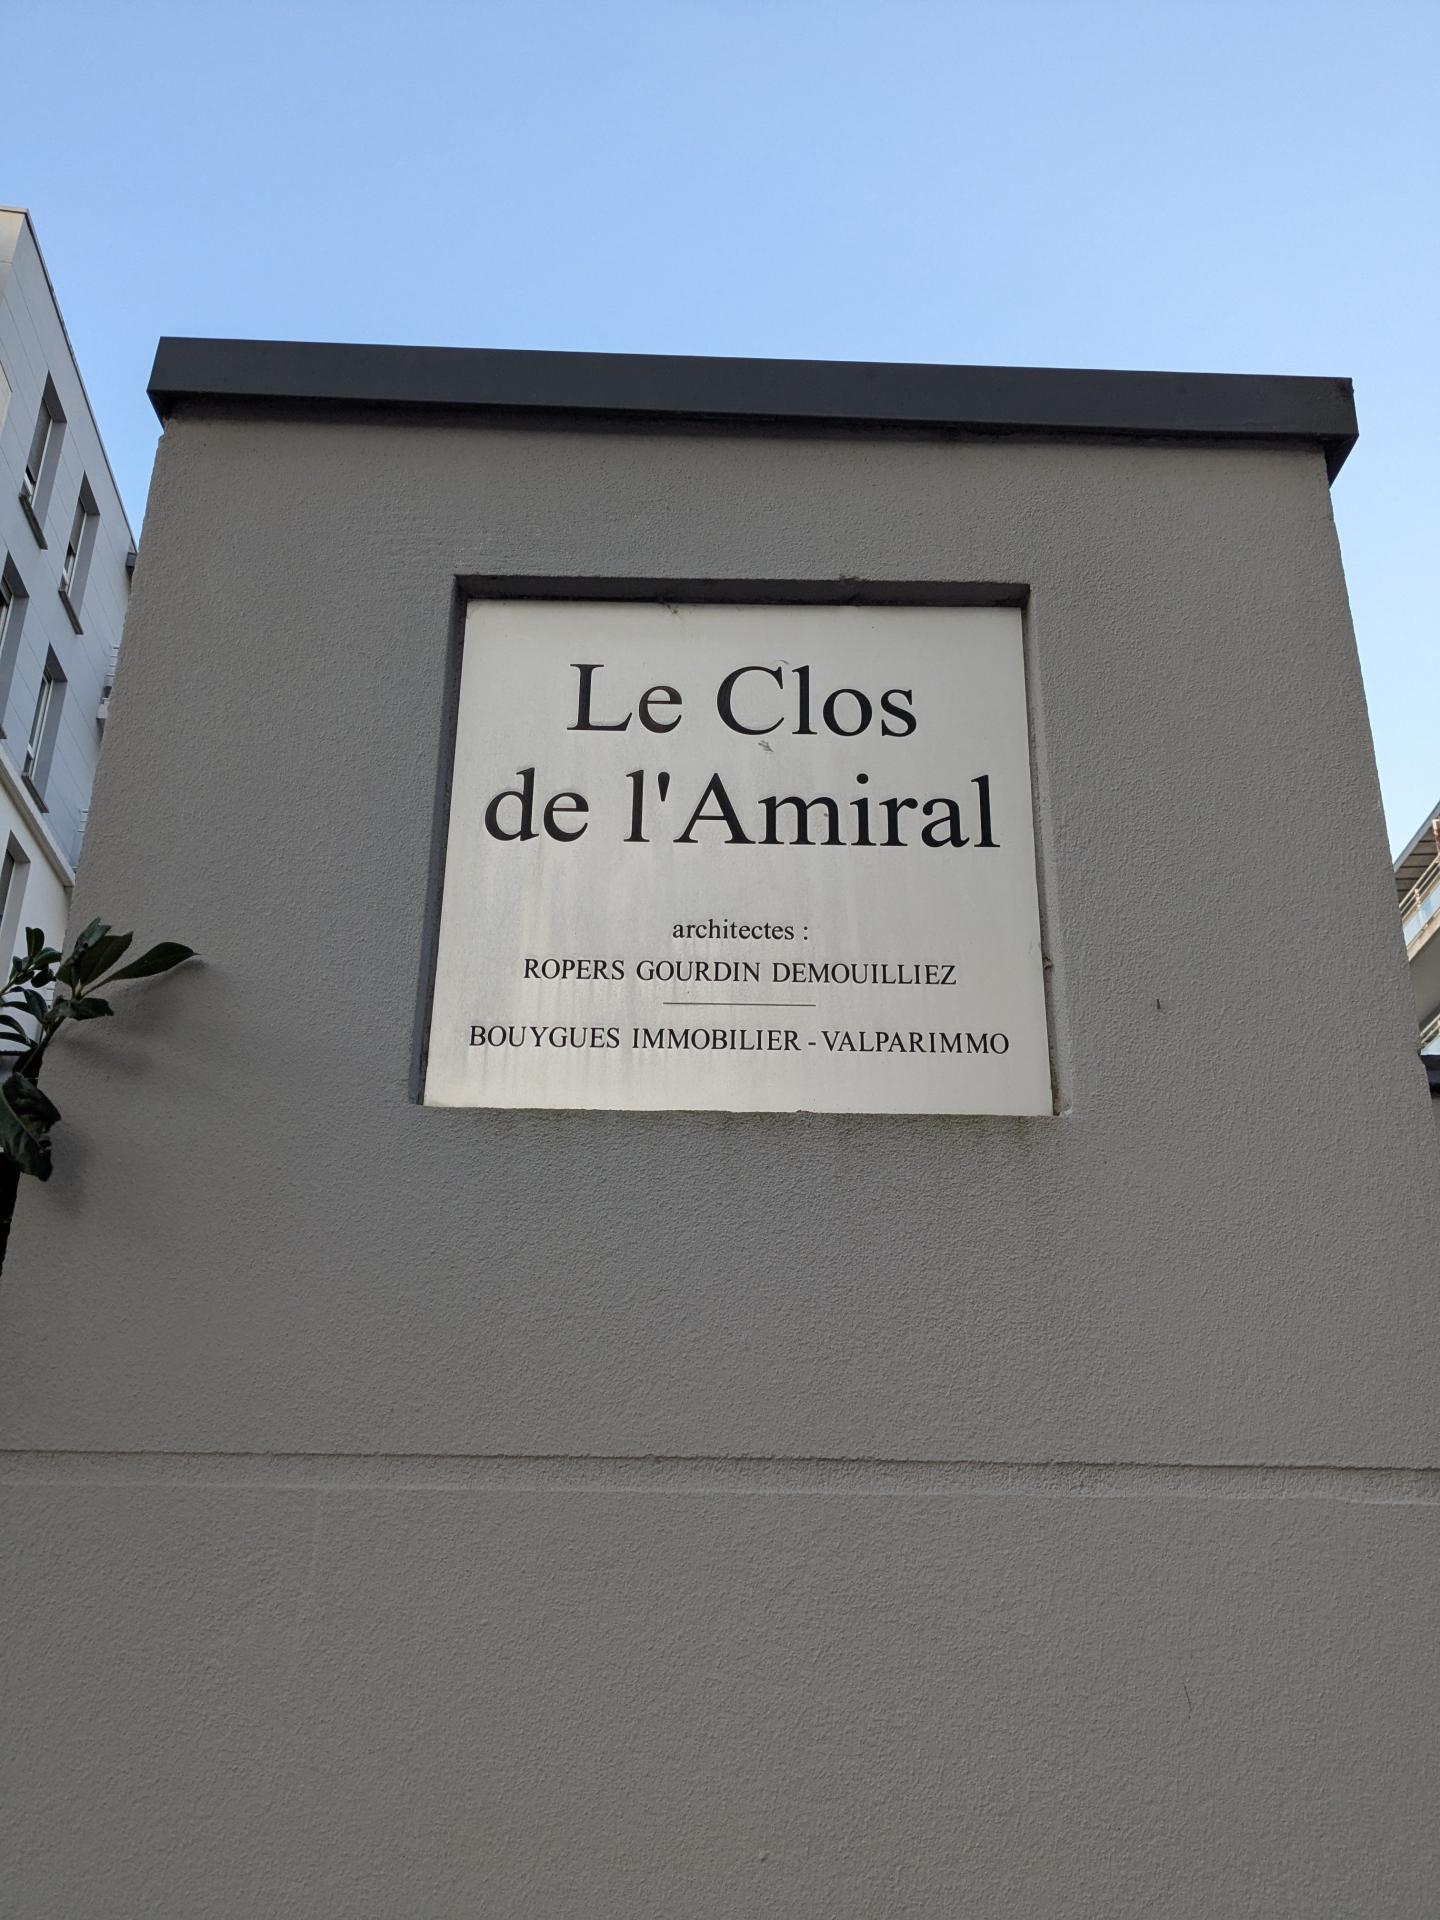 Le Clos
de l'Amiral
architectes :
ROPERS GOURDIN DEMOUILLIEZ
BOUYGUES IMMOBILIER - VALPARIMMO